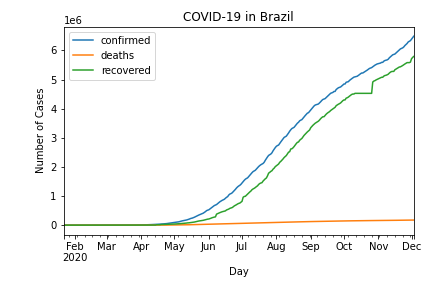 COVID-19 in Brazil
1e6
confirmed
deaths
recovered
6
5
4
3
2
1
0
Number of Cases
Feb Mar Apr May Jun Jul Aug Sep Oct Nov Dec
2020
Day